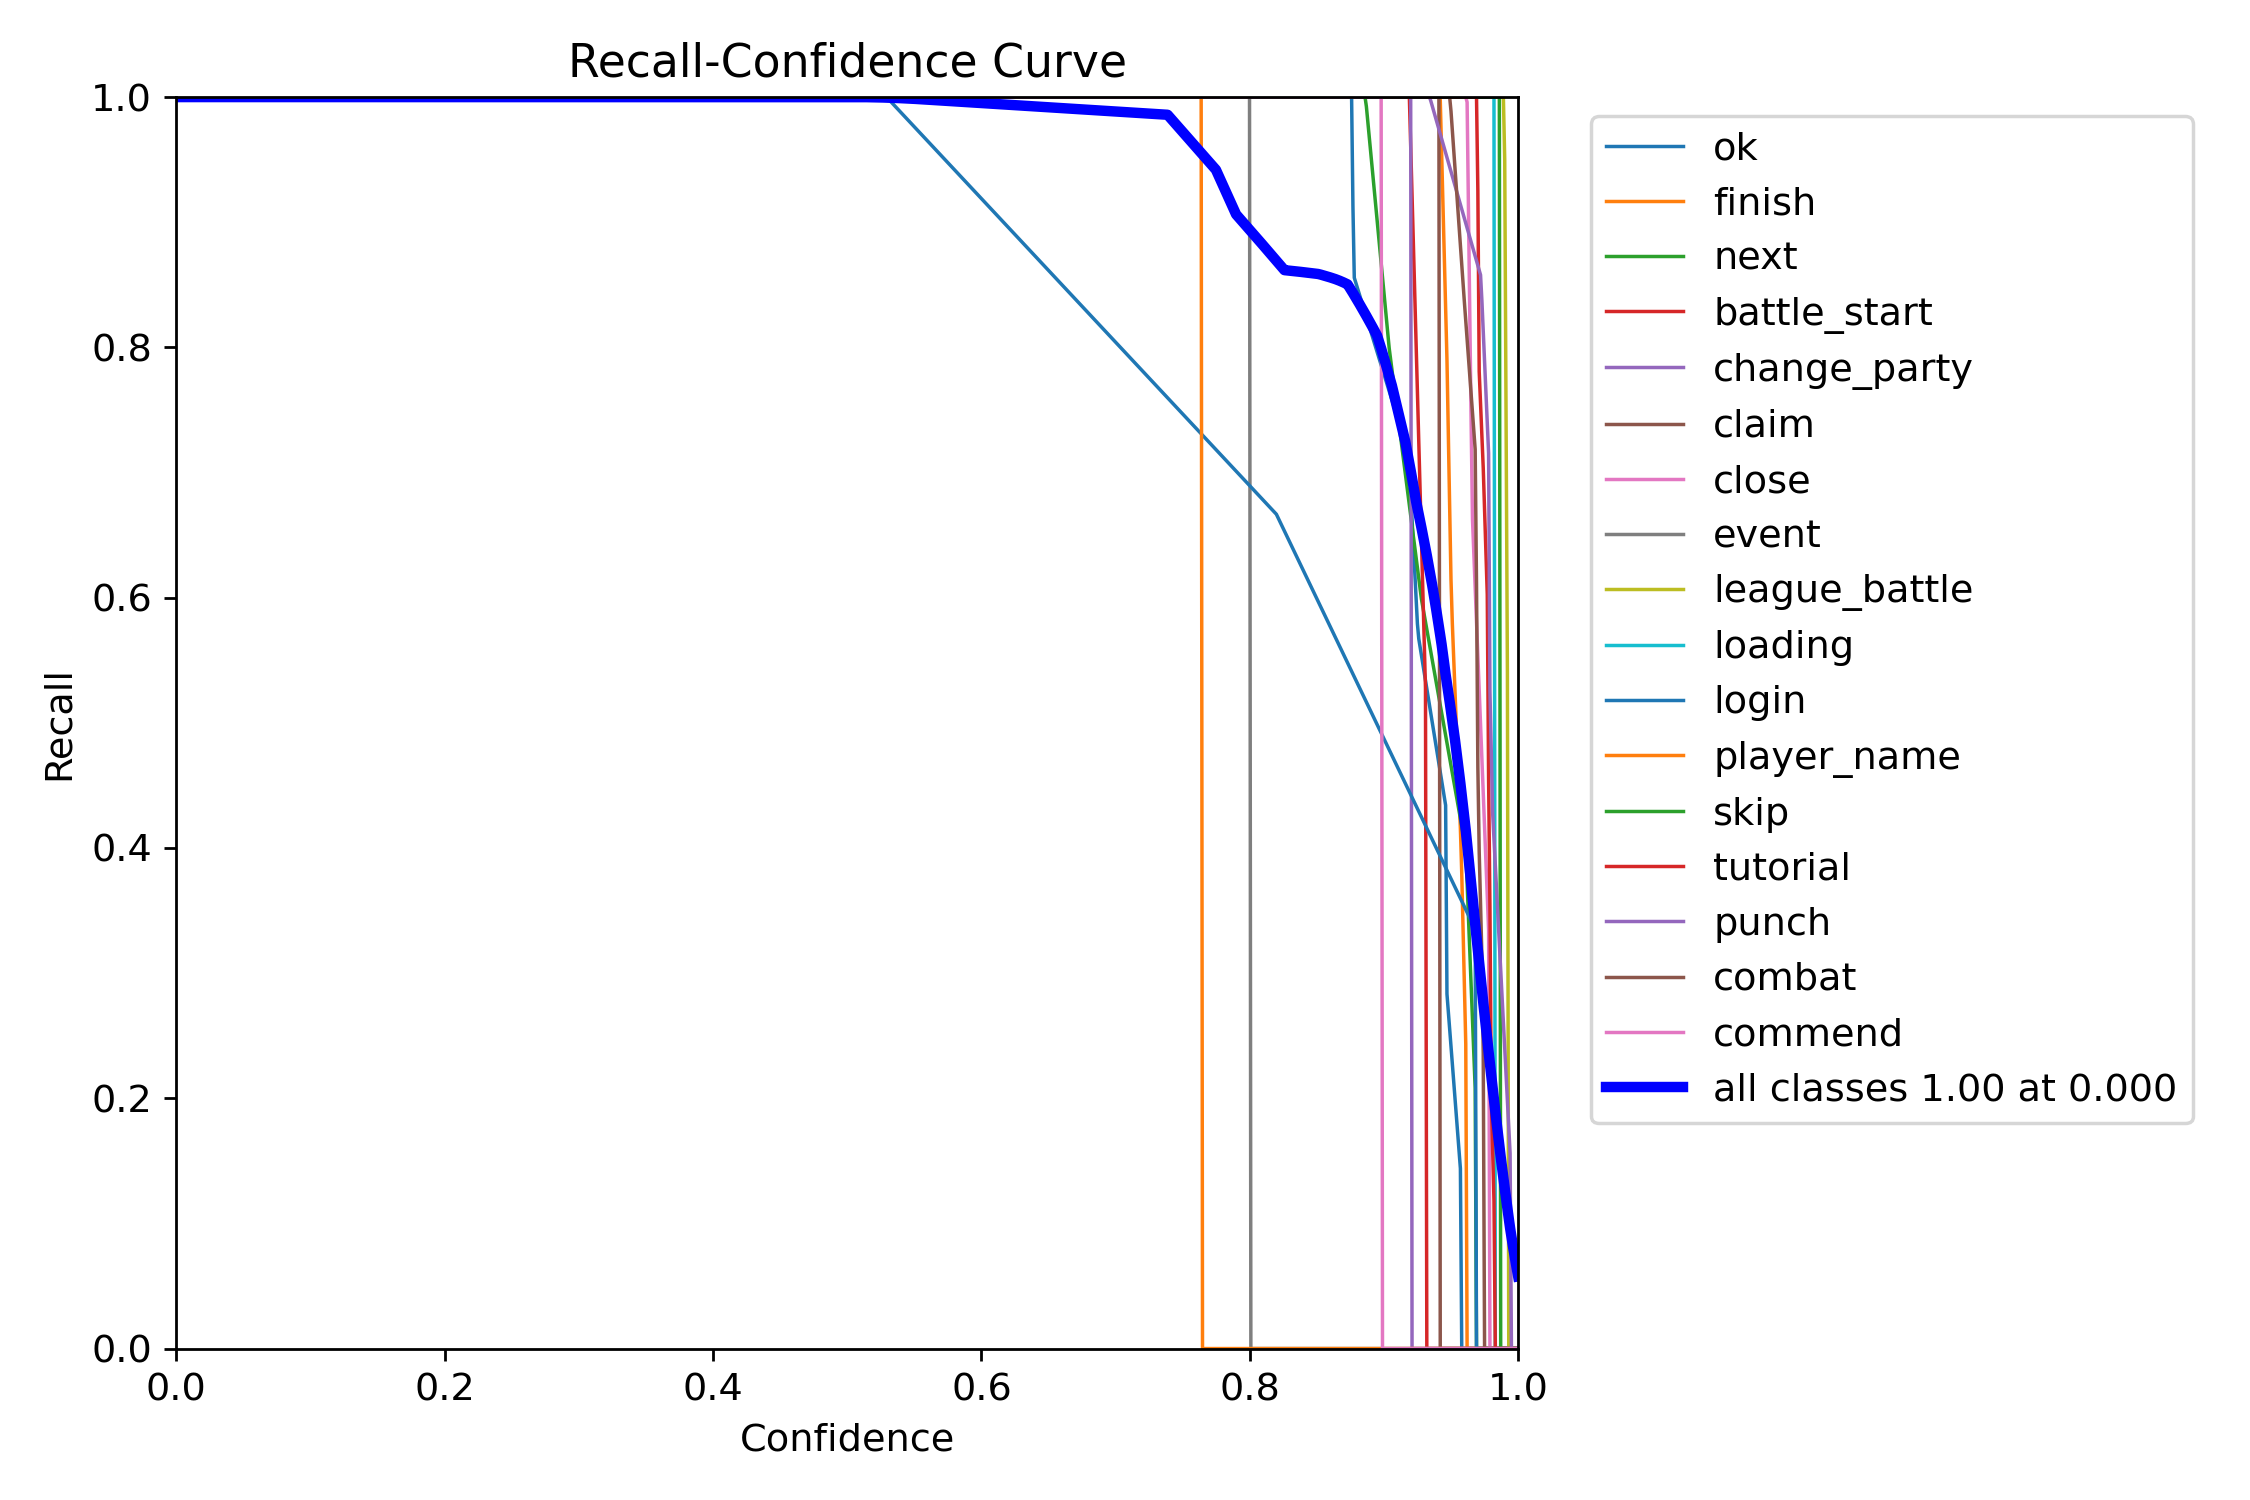 Recall-Confidence Curve
1.0
0.8
0.6
0.4
0.2
0.0
Recall
0.0 0.2 0.4 0.6 0.8 1.0
Confidence
ok
finish
next
battle_start
change_party
claim
close
event
league_battle
loading
login
player_name
skip
tutorial
punch
combat
commend
all classes 1.00 at 0.000